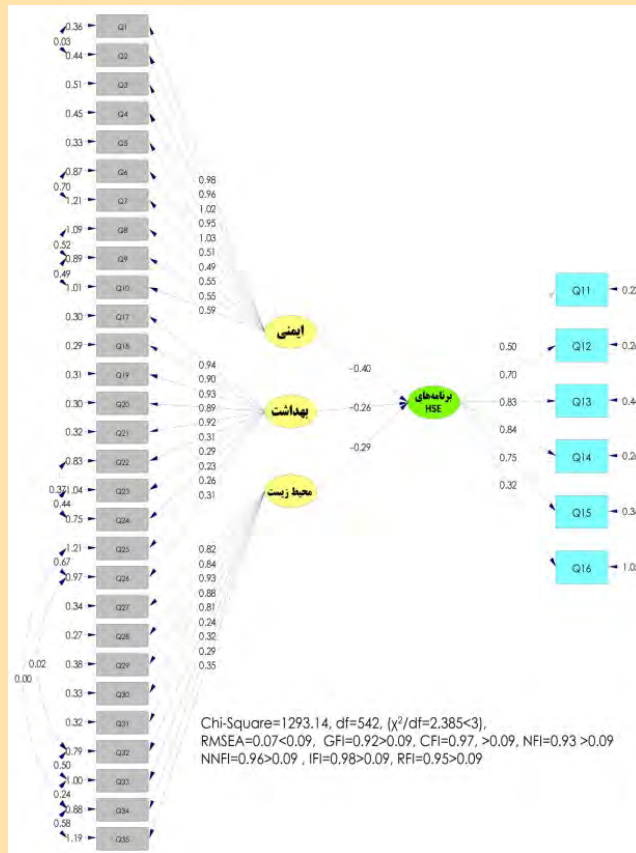 0.36 Q1
0.03
0.44 Q2
0.51 Q3
0.45 Q4
0.33 Q5
0.87 Q6
0.70
1.21 Q7
1.09 Q8
0.52
0.89 Q9
0.49
1.01 Q10
0.30 Q17
0.29 Q18
0.31 Q19
0.30 Q20
0.32 Q21
0.83 Q22
0.37
1.04 Q23
0.44
0.75 Q24
1.21 Q25
0.67
0.97 Q26
0.34 Q27
0.27 Q28
0.02
0.38 Q29
0.00
0.33 Q30
0.32 Q31
0.79 Q32
0.50
1.00 Q33
0.24
0.88 Q34
0.58
1.19 Q35
0.98
0.96
1.02
0.95
1.03
0.51
0.49
0.55
0.55
0.59
ایمنی
0.94
0.90
0.93
0.89
0.92
0.31
0.29
0.23
0.26
0.31
بهداشت
محیط زیست
0.82
0.84
0.93
0.88
0.81
0.24
0.32
0.29
0.35
-0.40
-0.26
-0.29
برنامه‌های
HSE
0.50
0.70
0.83
0.84
0.75
0.32
Q11
Q12
Q13
Q14
Q15
Q16
Chi-Square=1293.14, df=542, (χ²/df=2.385<3),
RMSEA=0.07<0.09, GFI=0.92>0.09, CFI=0.97, >0.09, NFI=0.93 >0.09
NNFI=0.96>0.09 , IFI=0.98>0.09, RFI=0.95>0.09